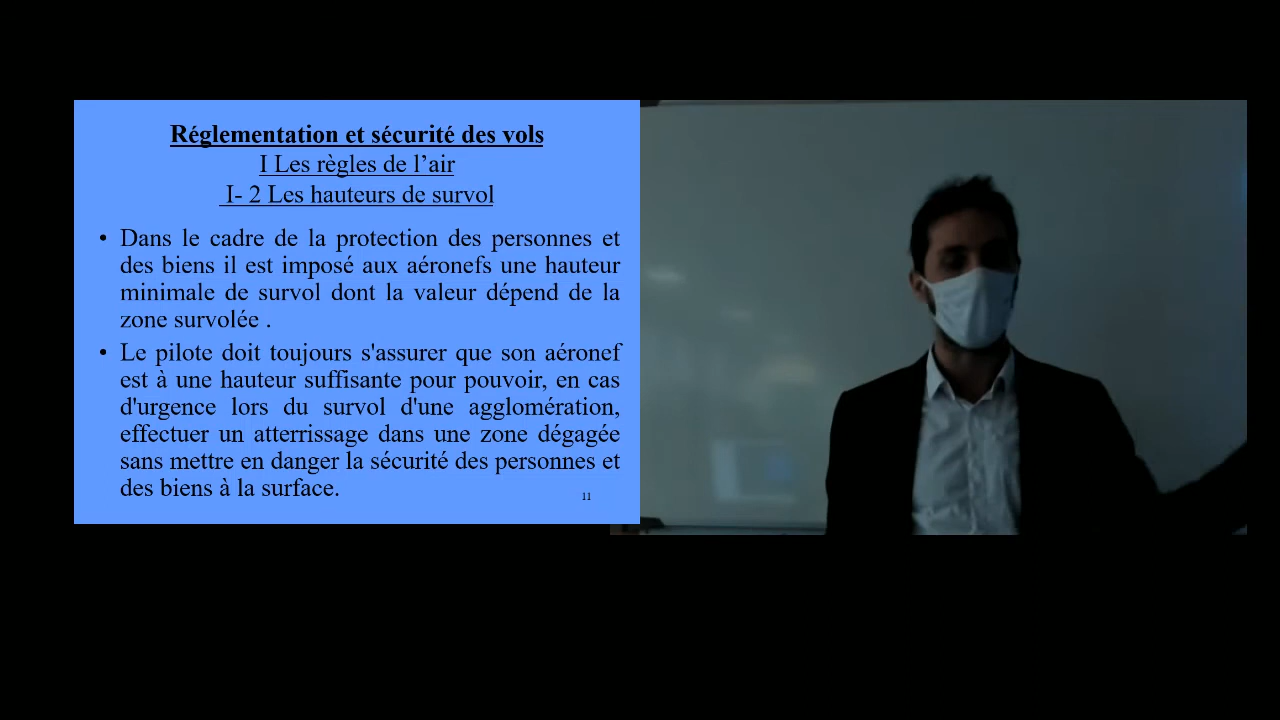 Réglementation et sécurité des vols
I Les règles de l’air
I- 2 Les hauteurs de survol
• Dans le cadre de la protection des personnes et
des biens il est imposé aux aéronefs une hauteur
minimale de survol dont la valeur dépend de la
zone survolée .
• Le pilote doit toujours s'assurer que son aéronef
est à une hauteur suffisante pour pouvoir, en cas
d'urgence lors du survol d'une agglomération,
effectuer un atterrissage dans une zone dégagée
sans mettre en danger la sécurité des personnes et
des biens à la surface.
11